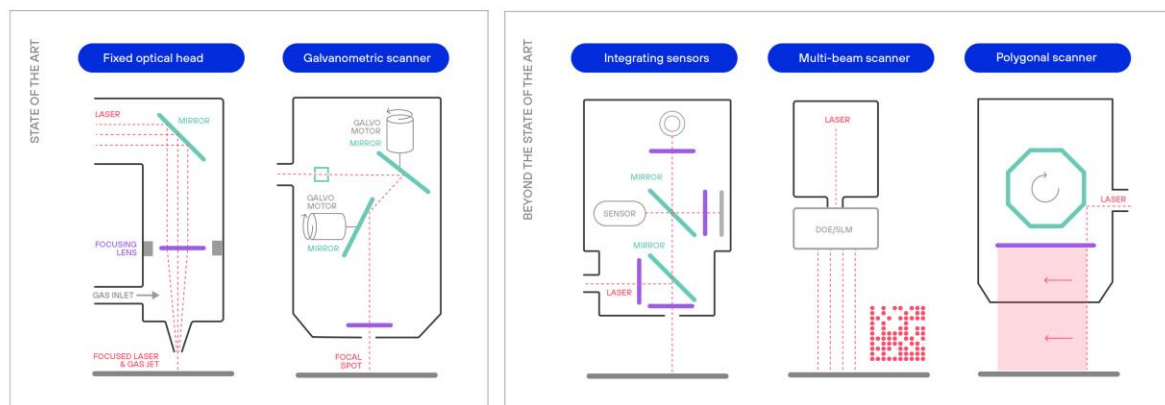 STATE OF THE ART
Fixed optical head
LASER
MIRROR
FOCUSING
LENS
GAS INLET
FOCUSED LASER
& GAS JET
Galvanometric scanner
GALVO
MOTOR
MIRROR
GALVO
MOTOR
MIRROR
FOCAL
SPOT
BEYOND THE STATE OF THE ART
Integrating sensors
MIRROR
SENSOR
MIRROR
LASER
Multi-beam scanner
LASER
DOE/SLM
Polygonal scanner
LASER